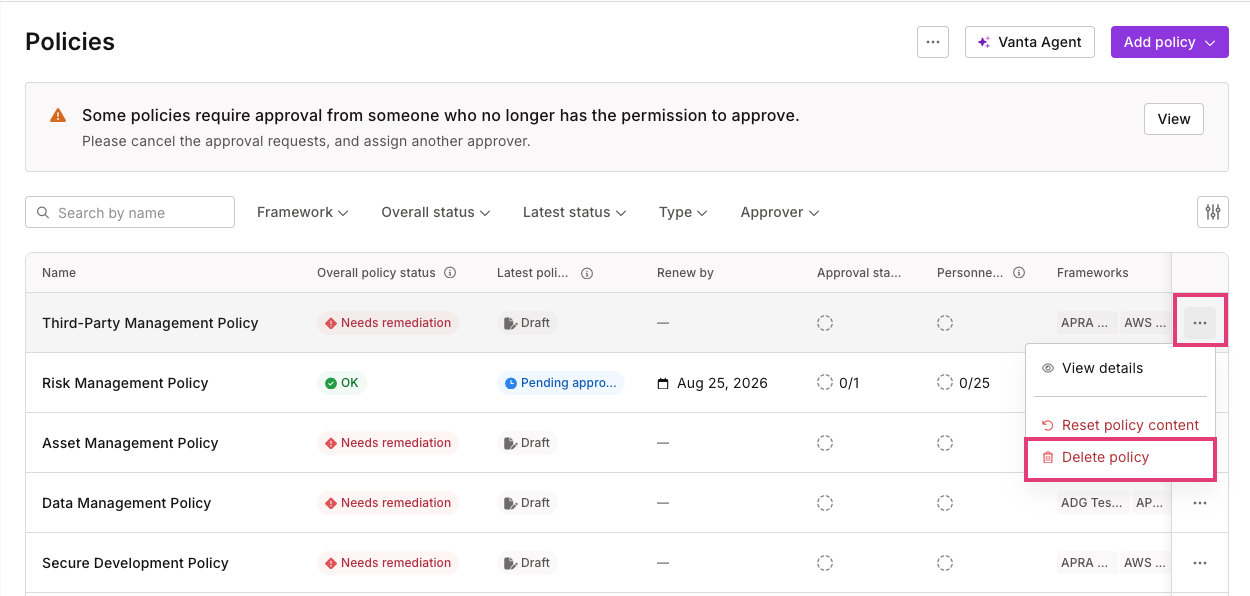 Policies
Vanta Agent
Add policy
Some policies require approval from someone who no longer has the permission to approve.
Please cancel the approval requests, and assign another approver.
View
Search by name
Framework
Overall status
Latest status
Type
Approver
Name
Overall policy status
Latest poli...
Renew by
Approval sta...
Personne...
Frameworks
Third-Party Management Policy
Needs remediation
Draft
—
APRA ...
AWS ...
...
View details
Risk Management Policy
OK
Pending appro...
Aug 25, 2026
0/1
0/25
Reset policy content
Asset Management Policy
Needs remediation
Draft
—
Delete policy
Data Management Policy
Needs remediation
Draft
—
ADG Tes...
AP...
...
Secure Development Policy
Needs remediation
Draft
—
APRA ...
AWS ...
...